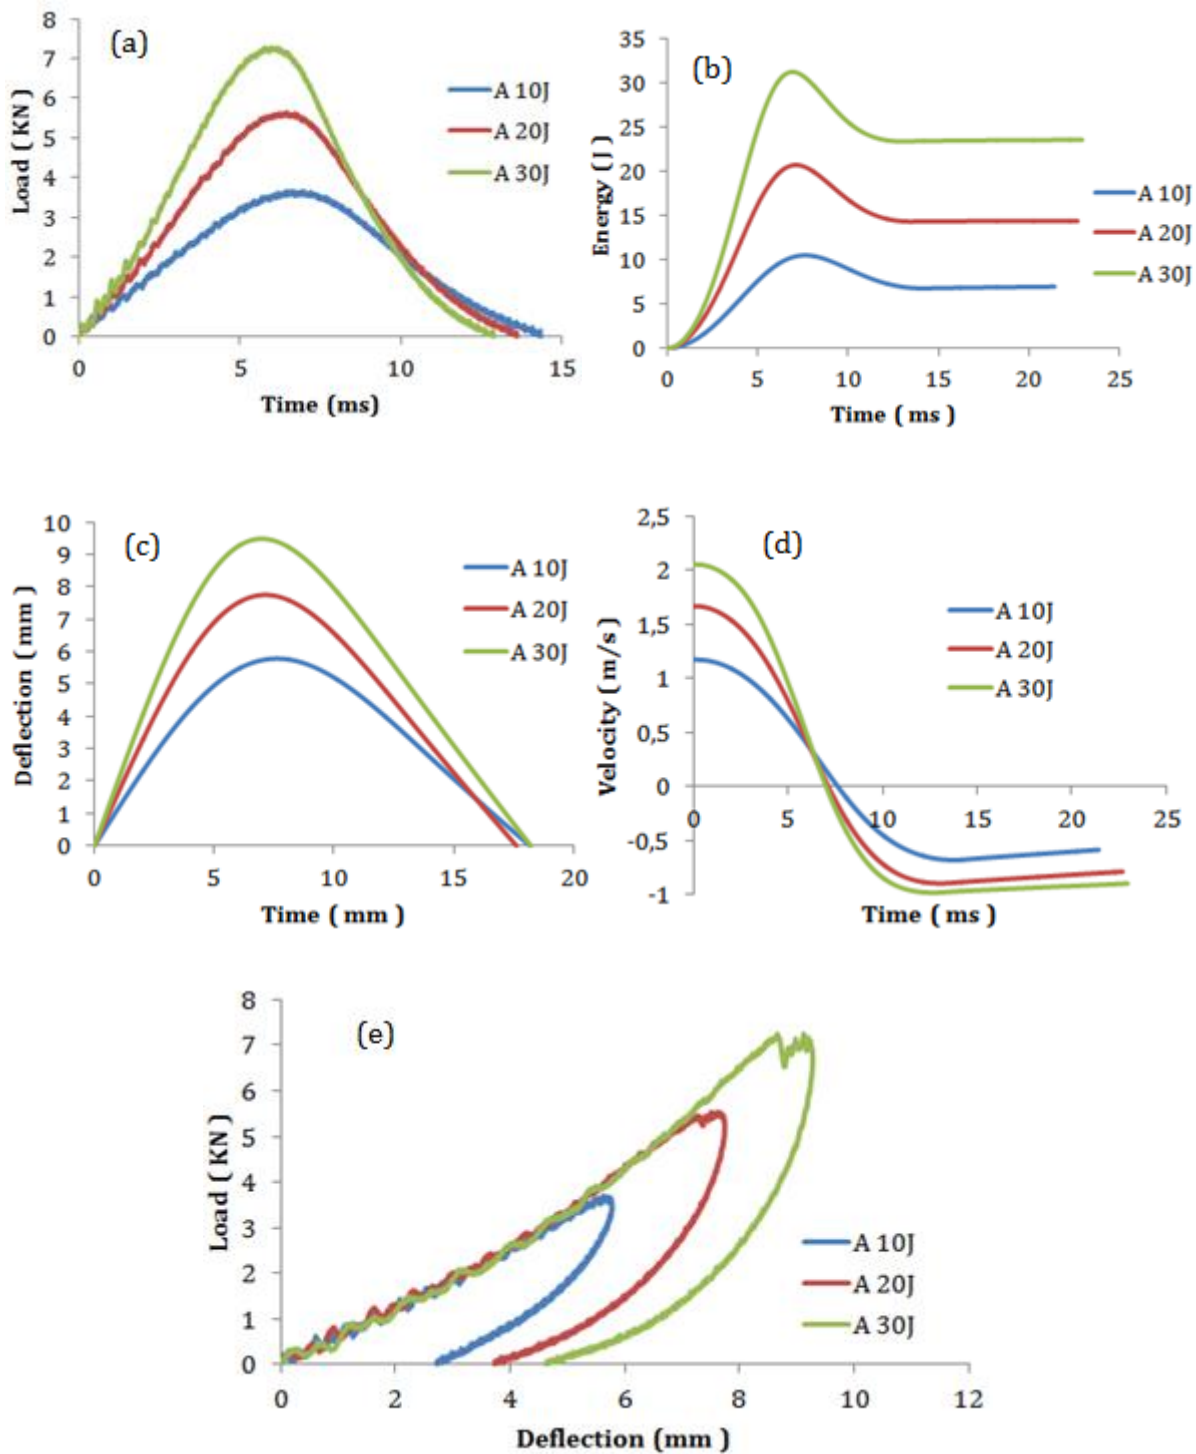 (a)
8
7
6
5
4
3
2
1
0
Load ( KN )
0 5 10 15
Time (ms)
A 10J
A 20J
A 30J
(b)
35
30
25
20
15
10
5
0
Energy ( J )
0 5 10 15 20 25
Time ( ms )
A 10J
A 20J
A 30J
(c)
10
9
8
7
6
5
4
3
2
1
0
Deflection ( mm )
0 5 10 15 20
Time ( mm )
A 10J
A 20J
A 30J
(d)
2,5
2
1,5
1
0,5
0
-0,5
-1
Velocity ( m/s )
0 5 10 15 20 25
Time ( ms )
A 10J
A 20J
A 30J
(e)
8
7
6
5
4
3
2
1
0
Load ( KN )
0 2 4 6 8 10 12
Deflection (mm )
A 10J
A 20J
A 30J